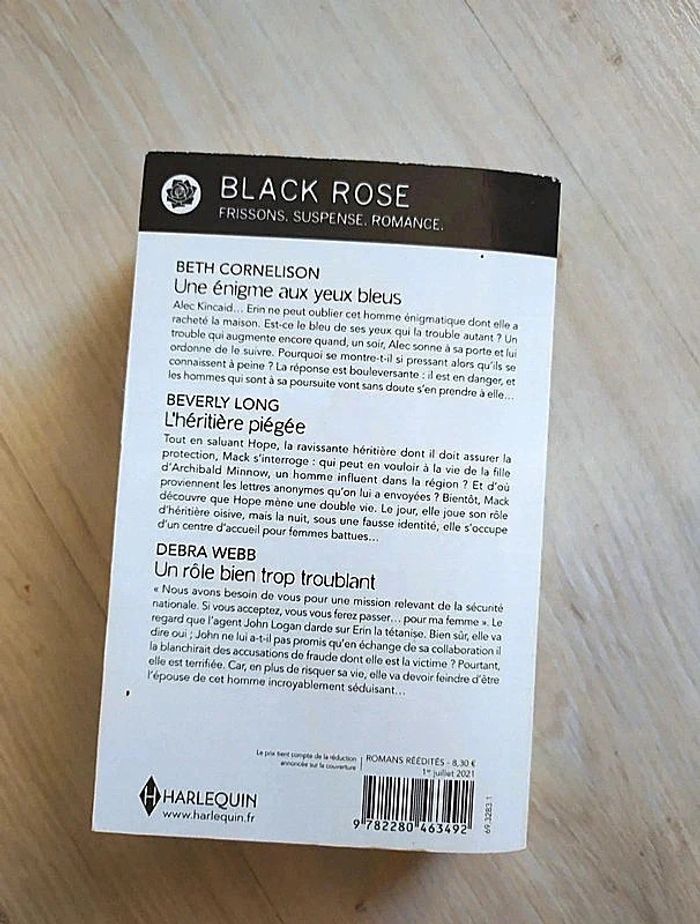 BLACK ROSE
FRISSONS. SUSPENSE. ROMANCE.
BETH CORNELISON
Une énigme aux yeux bleus
Alec Kincaid... Erin ne peut oublier cet homme énigmatique dont elle a
racheté la maison. Est-ce le bleu de ses yeux qui la trouble autant ? Un
trouble qui augmente encore quand, un soir, Alec sonne à sa porte et lui
ordonne de le suivre. Pourquoi se montre-t-il si pressant alors qu'ils se
connaissent à peine ? La réponse est bouleversante : il est en danger, et
les hommes qui sont à sa poursuite vont sans doute s'en prendre à elle...
BEVERLY LONG
L'héritière piégée
Tout en saluant Hope, la ravissante héritière dont il doit assurer la
protection, Mack s'interroge : qui peut en vouloir à la vie de la fille
d'Archibald Minnow, un homme influent dans la région ? Et d'où
proviennent les lettres anonymes qu'on lui a envoyées ? Bientôt, Mack
découvre que Hope mène une double vie. Le jour, elle joue son rôle
d'héritière oisive, mais la nuit, sous une fausse identité, elle s'occupe
d'un centre d'accueil pour femmes battues...
DEBRA WEBB
Un rôle bien trop troublant
« Nous avons besoin de vous pour une mission relevant de la sécurité
nationale. Si vous acceptez, vous vous ferez passer... pour ma femme ». Le
regard que l'agent John Logan darde sur Erin la tétanise. Bien sûr, elle va
dire oui ; John ne lui a-t-il pas promis qu'en échange de sa collaboration il
la blanchirait des accusations de fraude dont elle est la victime ? Pourtant,
elle est terrifiée. Car, en plus de risquer sa vie, elle va devoir feindre d'être
l'épouse de cet homme incroyablement séduisant...
Le prix tient compte de la réduction
annoncée sur la couverture
ROMANS RÉÉDITÉS - 8,30 €
1er juillet 2021
HARLEQUIN
www.harlequin.fr
9 782280 463492
69.3283.1